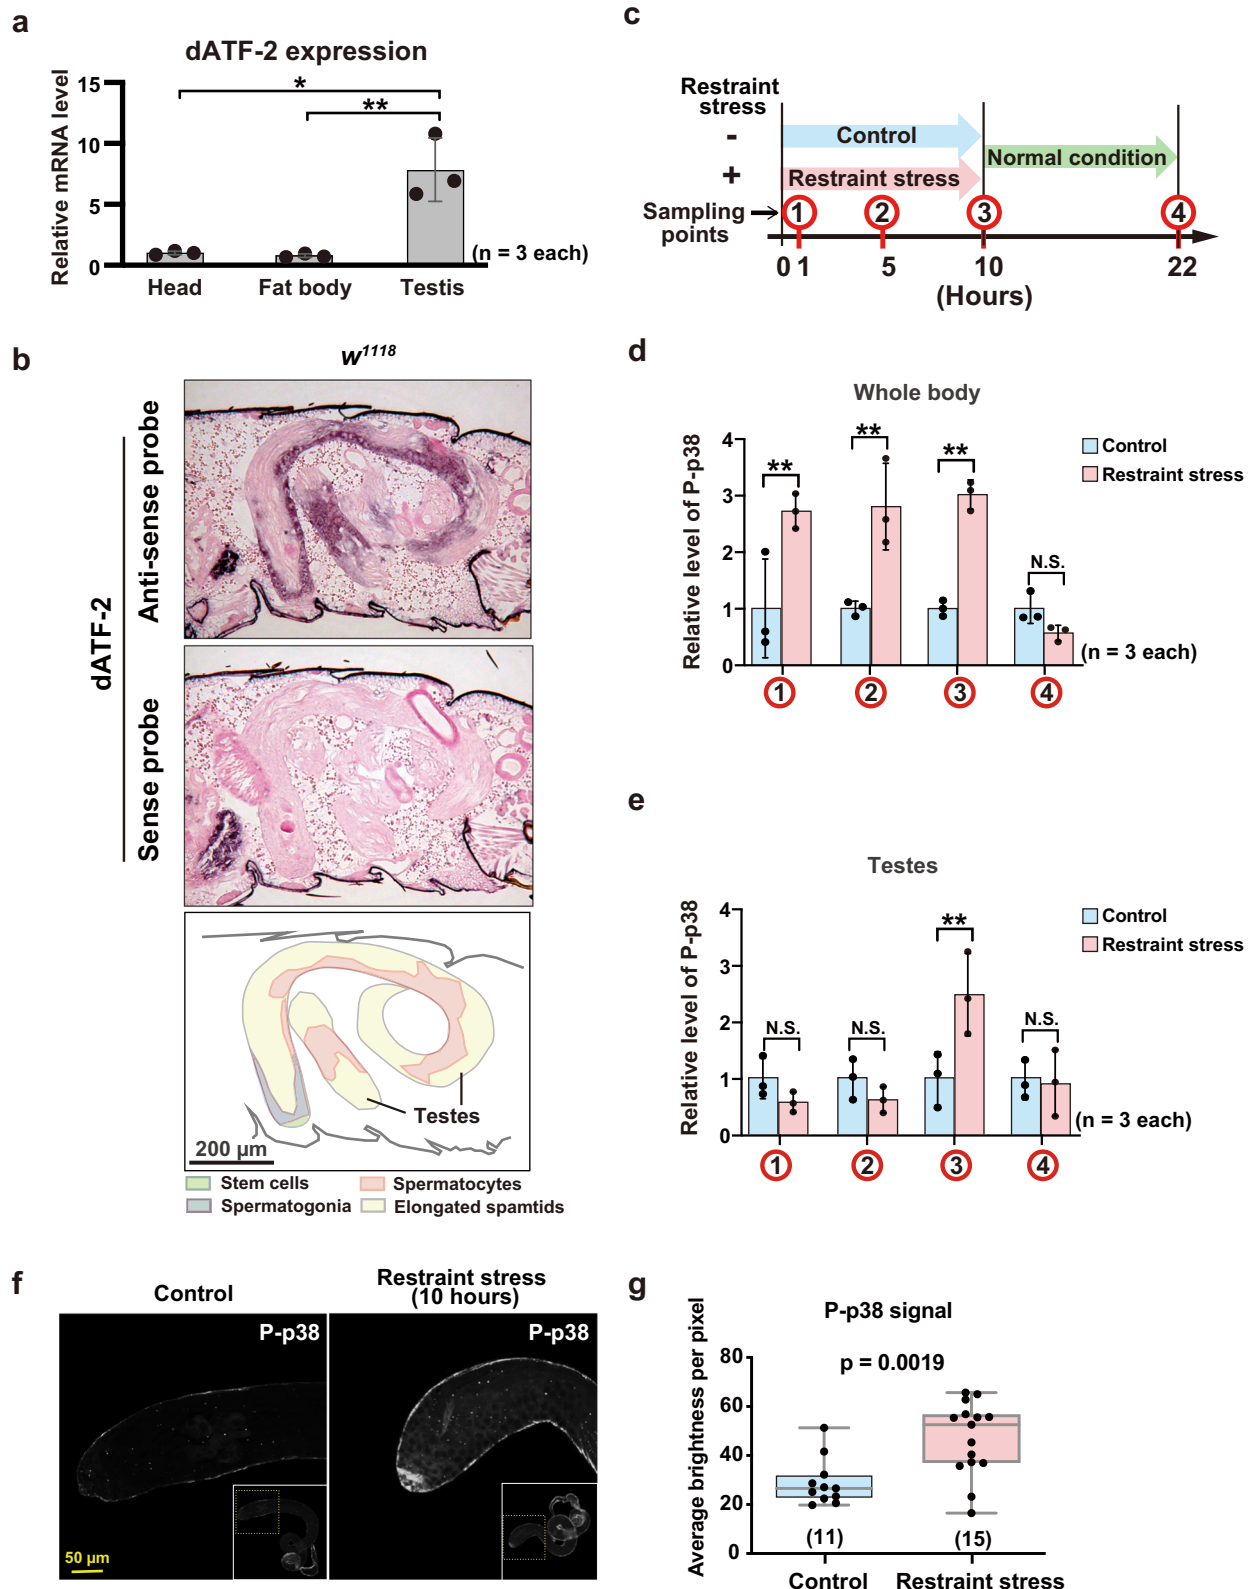 a
dATF-2 expression
Relative mRNA level
15
10
5
0
*
**
(n = 3 each)
Head
Fat body
Testis
b
w1118
dATF-2
Anti-sense probe
Sense probe
Testes
200 µm
Stem cells
Spermatocytes
Spermatogonia
Elongated spamtids
c
Restraint
stress
-
Control
+
Restraint stress
Normal condition
Sampling
points
1
2
3
4
0 1
5
10
22
(Hours)
d
Whole body
Relative level of P-p38
4
3
2
1
0
**
**
**
N.S.
Control
Restraint stress
(n = 3 each)
1
2
3
4
e
Testes
Relative level of P-p38
4
3
2
1
0
N.S.
N.S.
**
N.S.
Control
Restraint stress
(n = 3 each)
1
2
3
4
f
Control
Restraint stress
(10 hours)
P-p38
P-p38
50 µm
g
P-p38 signal
Average brightness per pixel
80
60
40
20
0
p = 0.0019
(11)
(15)
Control
Restraint stress